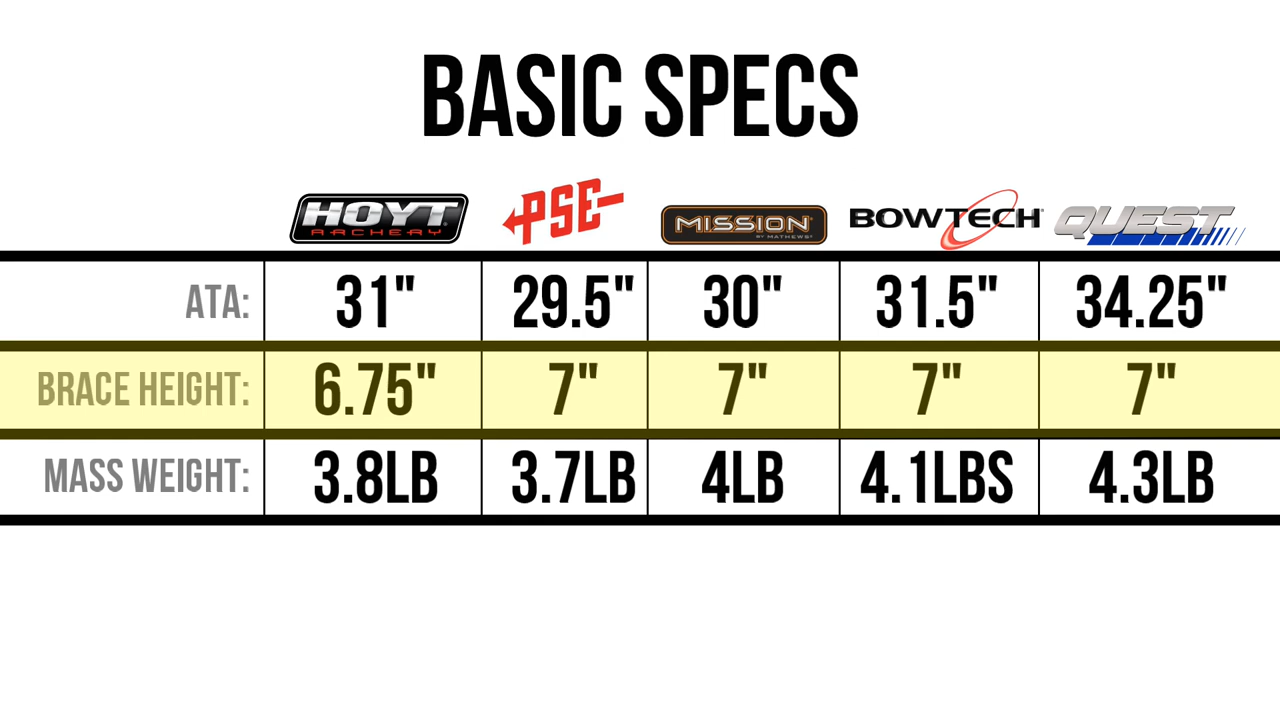 BASIC SPECS
HOYT ARCHERY PSE MISSION BY MATHEWS BOWTECH QUEST
ATA: 31" 29.5" 30" 31.5" 34.25"
BRACE HEIGHT: 6.75" 7" 7" 7" 7"
MASS WEIGHT: 3.8LB 3.7LB 4LB 4.1LBS 4.3LB